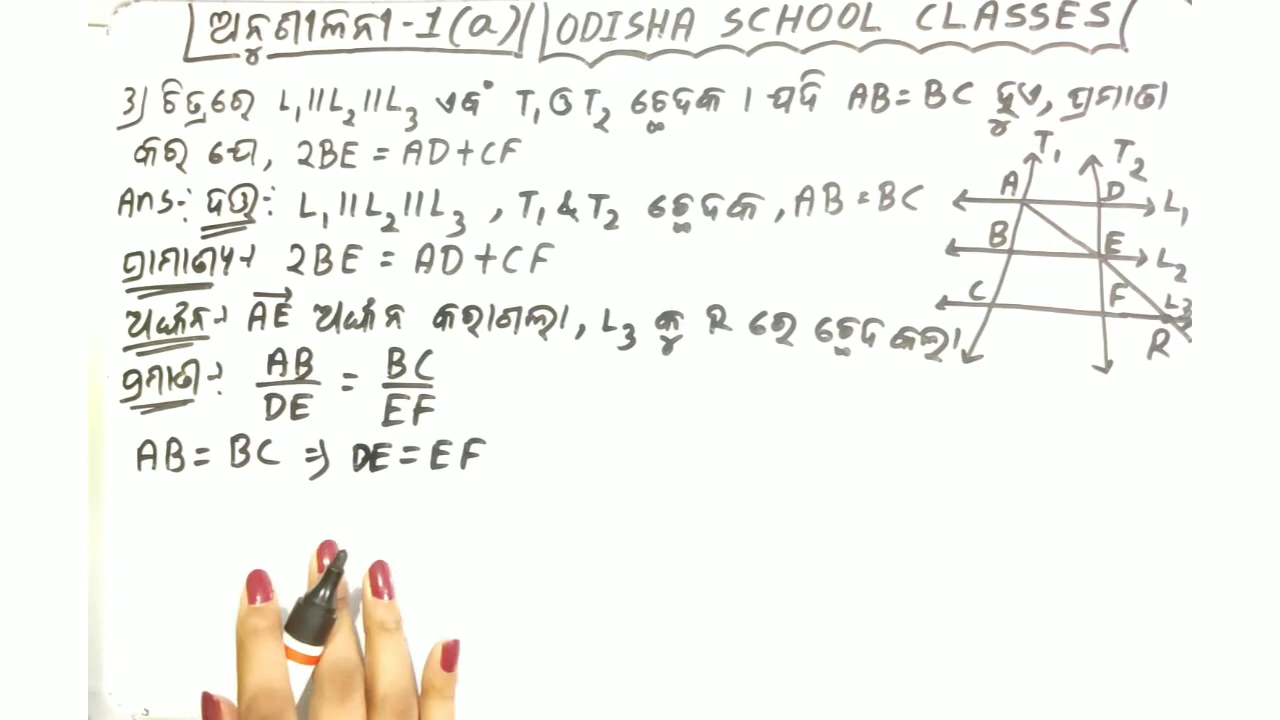 ଅନୁଶୀଳନୀ-1(a) ODISHA SCHOOL CLASSES
3) ଚିତ୍ରରେ L₁||L₂||L₃ ଏବଂ T₁ ଓ T₂ ଛେଦକ । ଯଦି AB = BC ହୁଏ, ପ୍ରମାଣ
କର ଯେ, 2BE = AD+CF
Ans-: ଦତ୍ତ: L₁||L₂||L₃ , T₁ & T₂ ଛେଦକ, AB = BC
ପ୍ରାମାଣ୍ୟ:- 2BE = AD+CF
ଅଙ୍କନ:- AE→ ଅଙ୍କନ କରାଗଲା, L₃ କୁ R ରେ ଛେଦ କଲା
ପ୍ରମାଣ:- AB/DE = BC/EF
AB = BC ⇒ DE = EF
T₁ T₂
A D L₁
B E L₂
C F L₃
R